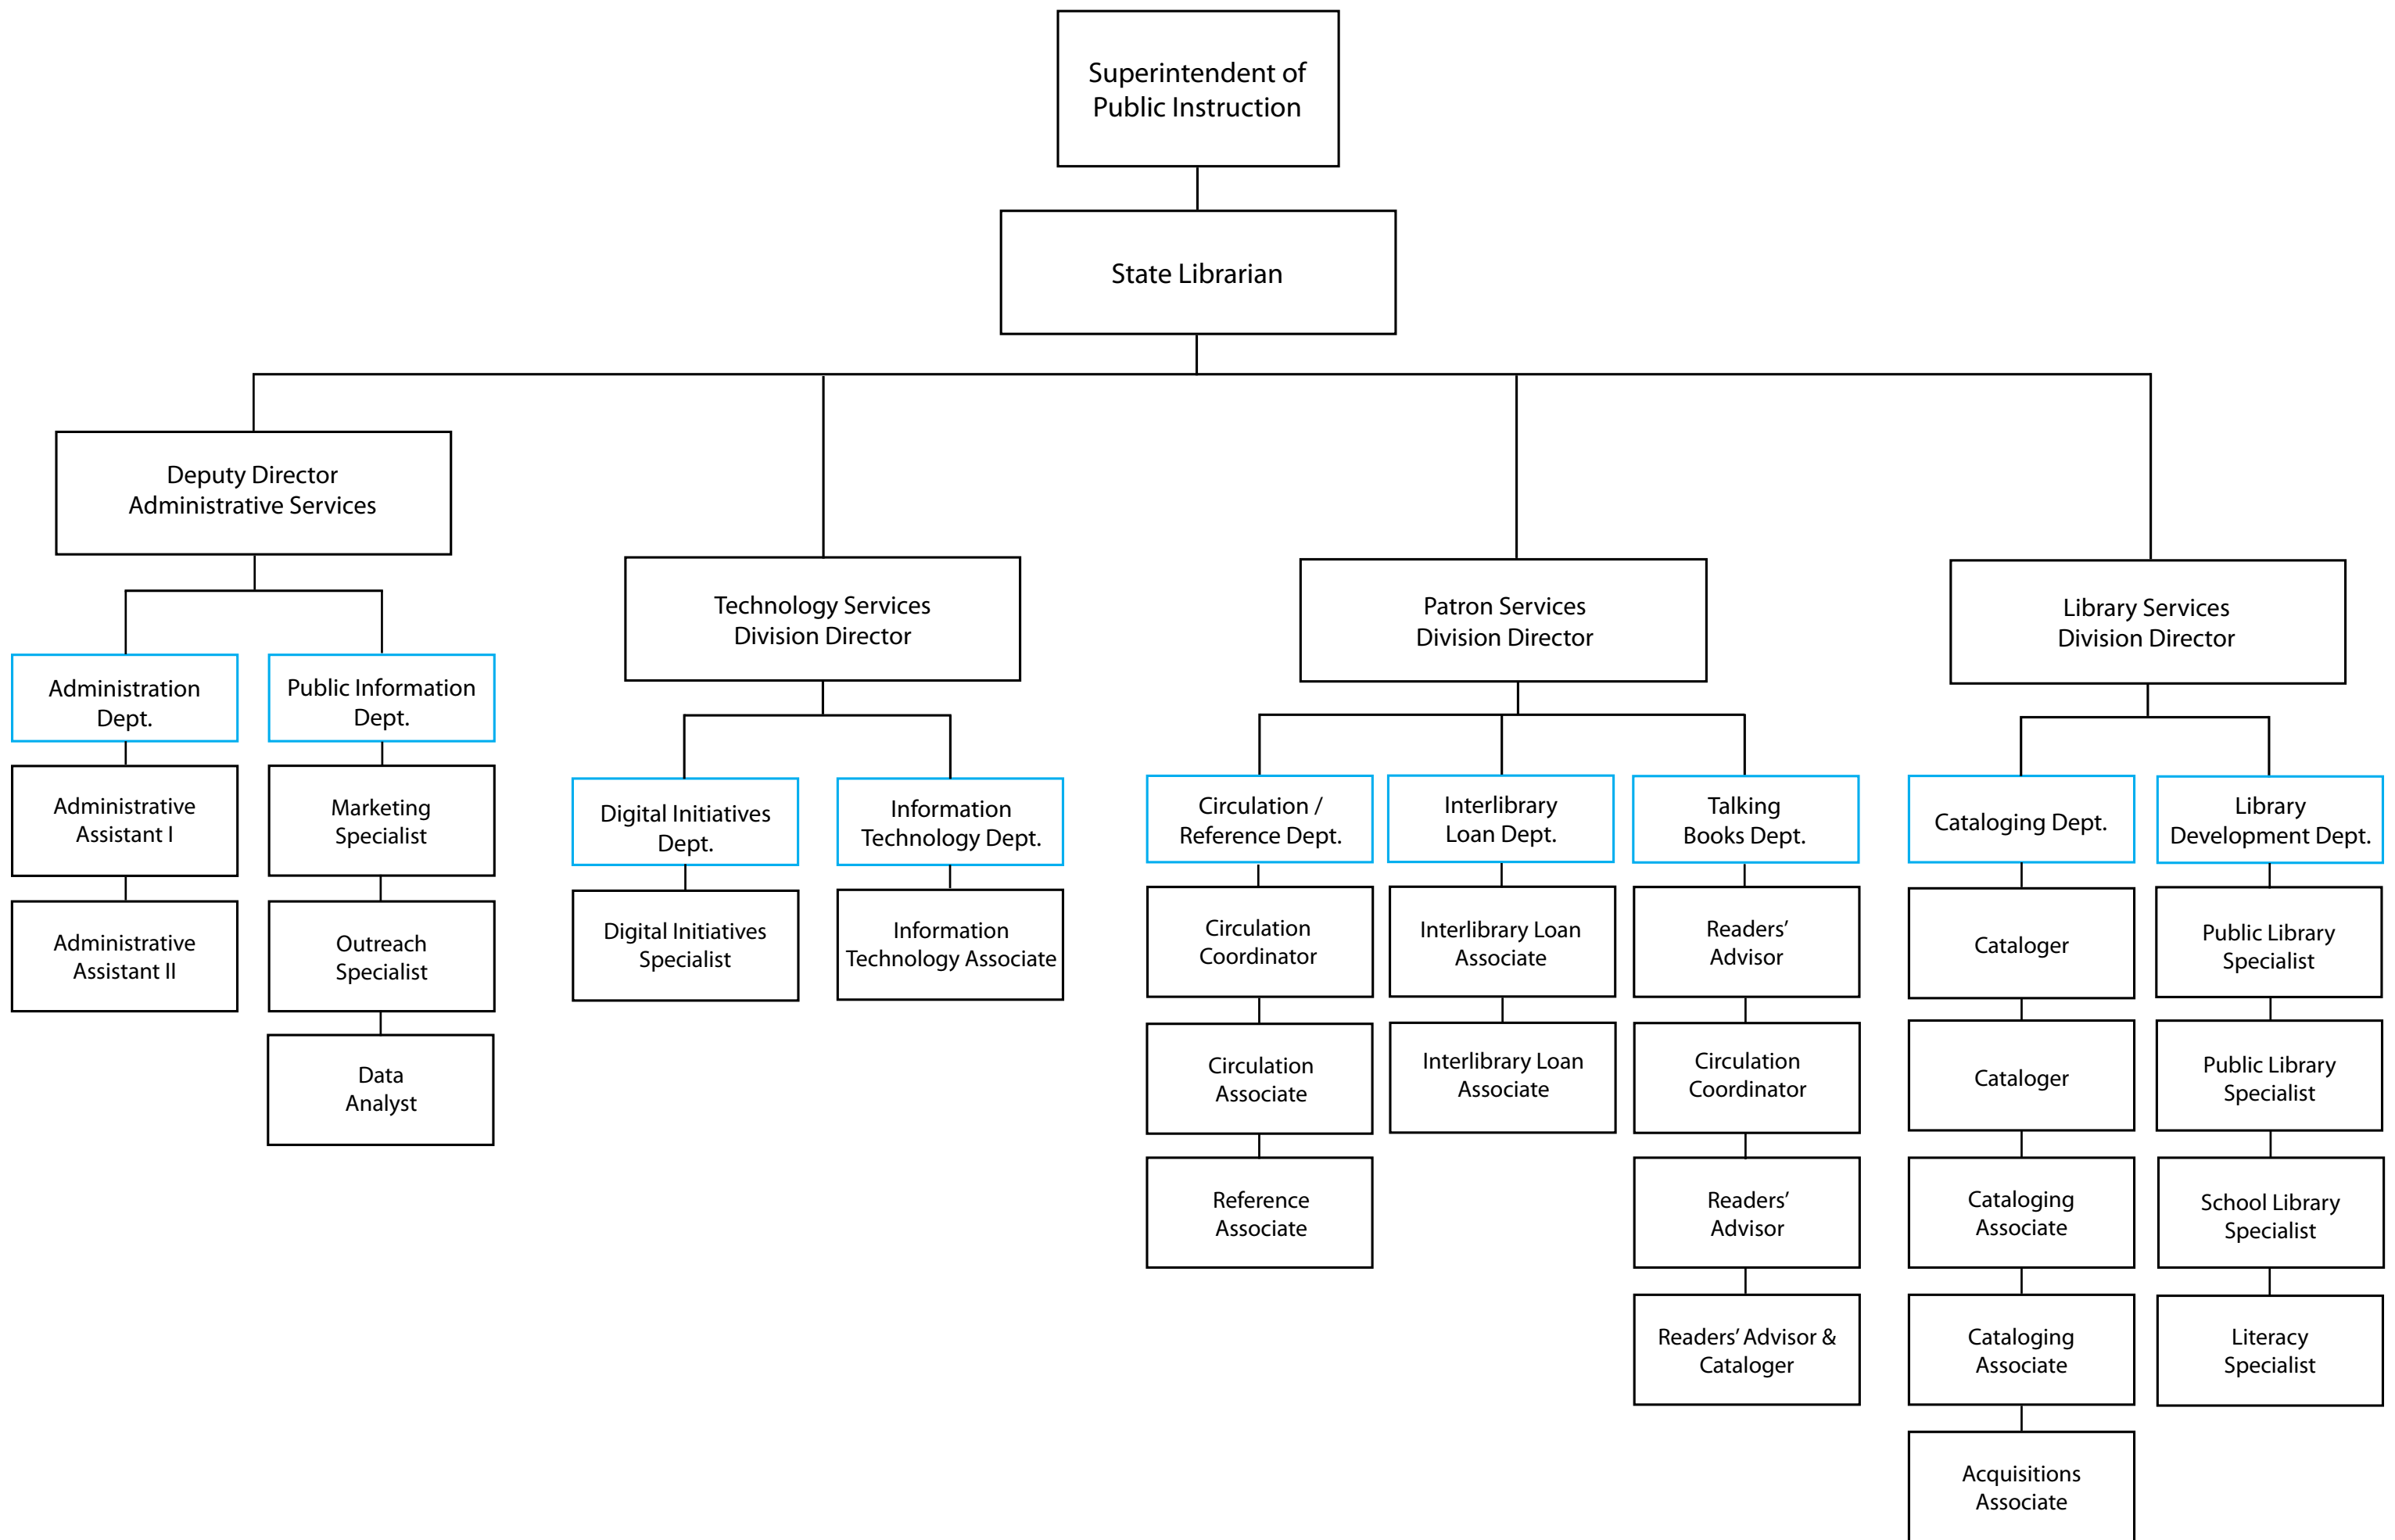 Superintendent of
Public Instruction
State Librarian
Deputy Director
Administrative Services
Administration
Dept.
Administrative
Assistant I
Administrative
Assistant II
Public Information
Dept.
Marketing
Specialist
Outreach
Specialist
Data
Analyst
Technology Services
Division Director
Digital Initiatives
Dept.
Digital Initiatives
Specialist
Information
Technology Dept.
Information
Technology Associate
Patron Services
Division Director
Circulation /
Reference Dept.
Circulation
Coordinator
Circulation
Associate
Reference
Associate
Interlibrary
Loan Dept.
Interlibrary Loan
Associate
Interlibrary Loan
Associate
Talking
Books Dept.
Readers’
Advisor
Circulation
Coordinator
Readers’
Advisor
Readers’ Advisor &
Cataloger
Library Services
Division Director
Cataloging Dept.
Cataloger
Cataloger
Cataloging
Associate
Cataloging
Associate
Acquisitions
Associate
Library
Development Dept.
Public Library
Specialist
Public Library
Specialist
School Library
Specialist
Literacy
Specialist